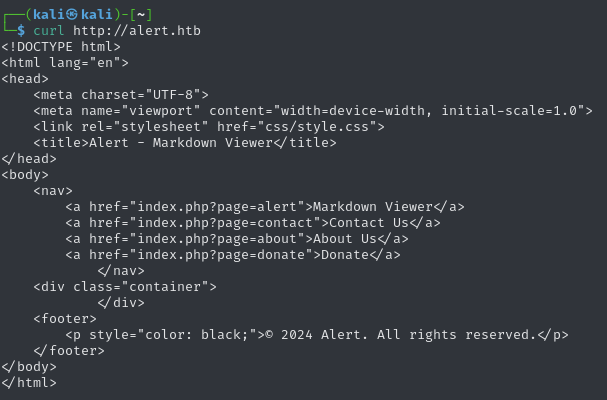 ┌──(kali㉿kali)-[~]
└─$ curl http://alert.htb
<!DOCTYPE html>
<html lang="en">
<head>
    <meta charset="UTF-8">
    <meta name="viewport" content="width=device-width, initial-scale=1.0">
    <link rel="stylesheet" href="css/style.css">
    <title>Alert - Markdown Viewer</title>
</head>
<body>
    <nav>
        <a href="index.php?page=alert">Markdown Viewer</a>
        <a href="index.php?page=contact">Contact Us</a>
        <a href="index.php?page=about">About Us</a>
        <a href="index.php?page=donate">Donate</a>
            </nav>
    <div class="container">
            </div>
    <footer>
        <p style="color: black;">© 2024 Alert. All rights reserved.</p>
    </footer>
</body>
</html>